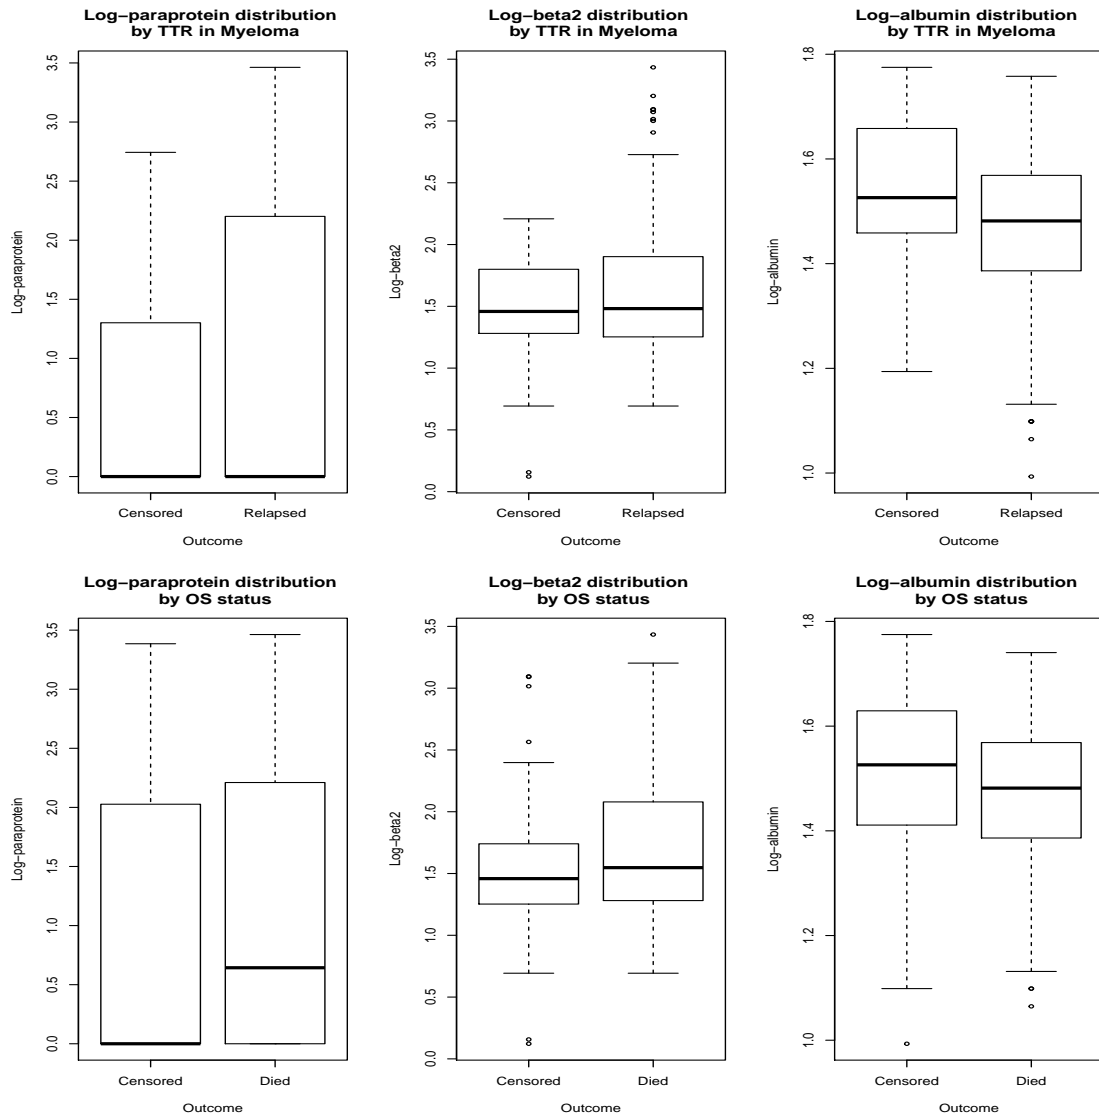 Log-paraprotein distribution
by TTR in Myeloma
Log-paraprotein
3.5
3.0
2.5
2.0
1.5
1.0
0.5
0.0
Censored
Relapsed
Outcome
Log-beta2 distribution
by TTR in Myeloma
Log-beta2
3.5
3.0
2.5
2.0
1.5
1.0
0.5
0.0
Censored
Relapsed
Outcome
Log-albumin distribution
by TTR in Myeloma
Log-albumin
1.8
1.6
1.4
1.2
1.0
Censored
Relapsed
Outcome
Log-paraprotein distribution
by OS status
Log-paraprotein
3.5
3.0
2.5
2.0
1.5
1.0
0.5
0.0
Censored
Died
Outcome
Log-beta2 distribution
by OS status
Log-beta2
3.5
3.0
2.5
2.0
1.5
1.0
0.5
0.0
Censored
Died
Outcome
Log-albumin distribution
by OS status
Log-albumin
1.8
1.6
1.4
1.2
1.0
Censored
Died
Outcome